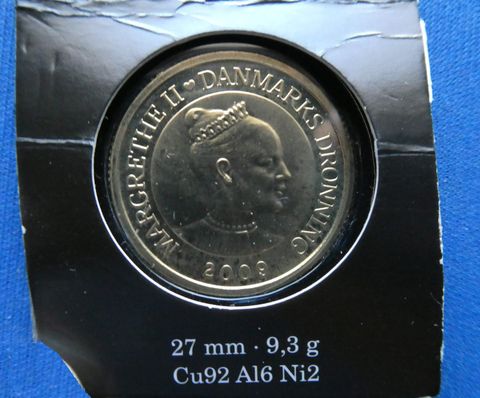 MARGRETHE II ♥ DANMARKS DRONNING
2009
27 mm · 9,3 g
Cu92 Al6 Ni2